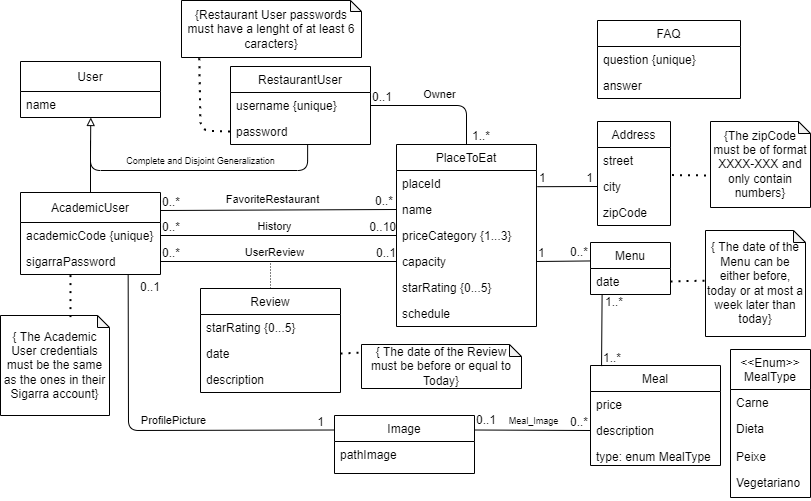 {Restaurant User passwords
must have a lenght of at least 6
caracters}
FAQ
question {unique}
answer
User
name
RestaurantUser
username {unique}
password
0..1
Owner
1..*
Complete and Disjoint Generalization
Address
street
city
zipCode
{The zipCode
must be of format
XXXX-XXX and
only contain
numbers}
PlaceToEat
placeId
name
priceCategory {1...3}
capacity
starRating {0...5}
schedule
1
1
AcademicUser
academicCode {unique}
sigarraPassword
0..*
FavoriteRestaurant
0..*
0..*
History
0..10
0..*
UserReview
0..1
1
0..*
Menu
date
{ The date of the
Menu can be
either before,
today or at most a
week later than
today}
0..1
Review
starRating {0...5}
date
description
{ The date of the Review
must be before or equal to
Today}
{ The Academic
User credentials
must be the same
as the ones in their
Sigarra account}
1..*
1..*
Meal
price
description
type: enum MealType
<<Enum>>
MealType
Carne
Dieta
Peixe
Vegetariano
ProfilePicture
1
Image
pathImage
0..1
Meal_Image
0..*